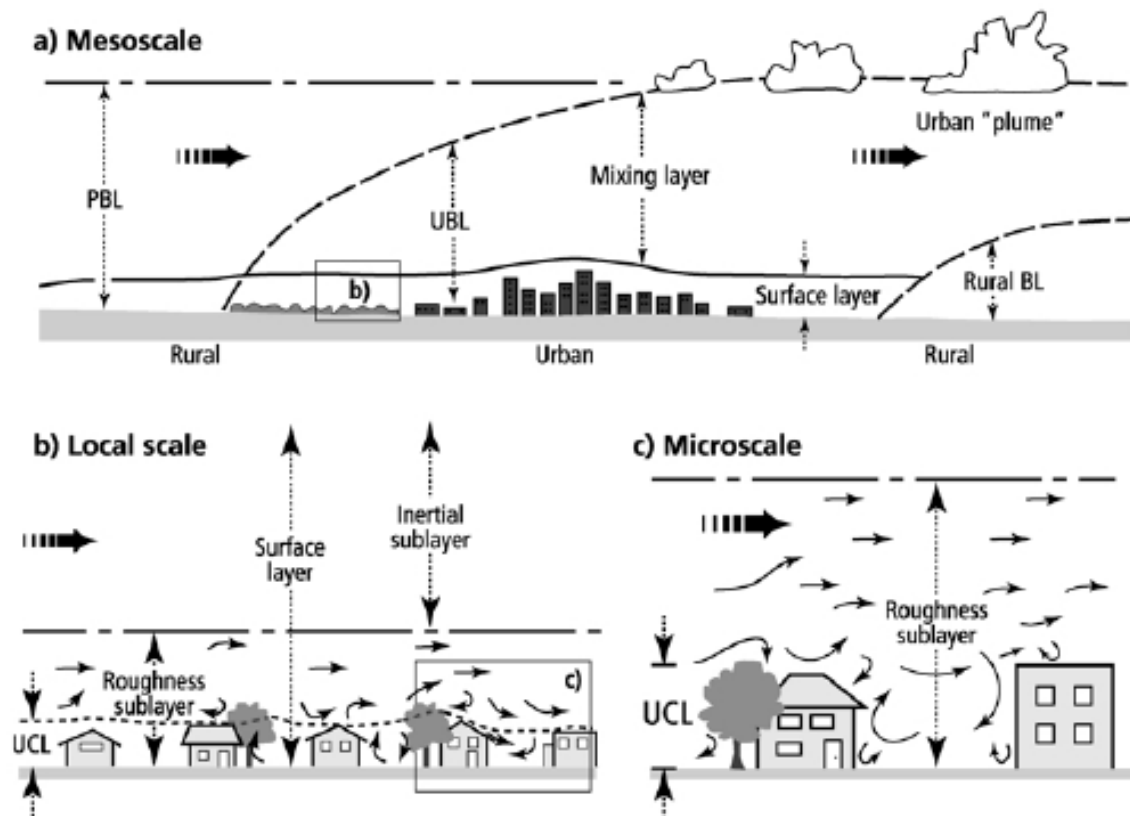 a) Mesoscale
Urban "plume"
PBL
UBL
Mixing layer
b)
Surface layer
Rural BL
Rural
Urban
Rural
b) Local scale
Surface
layer
Inertial
sublayer
Roughness
sublayer
UCL
c)
c) Microscale
Roughness
sublayer
UCL